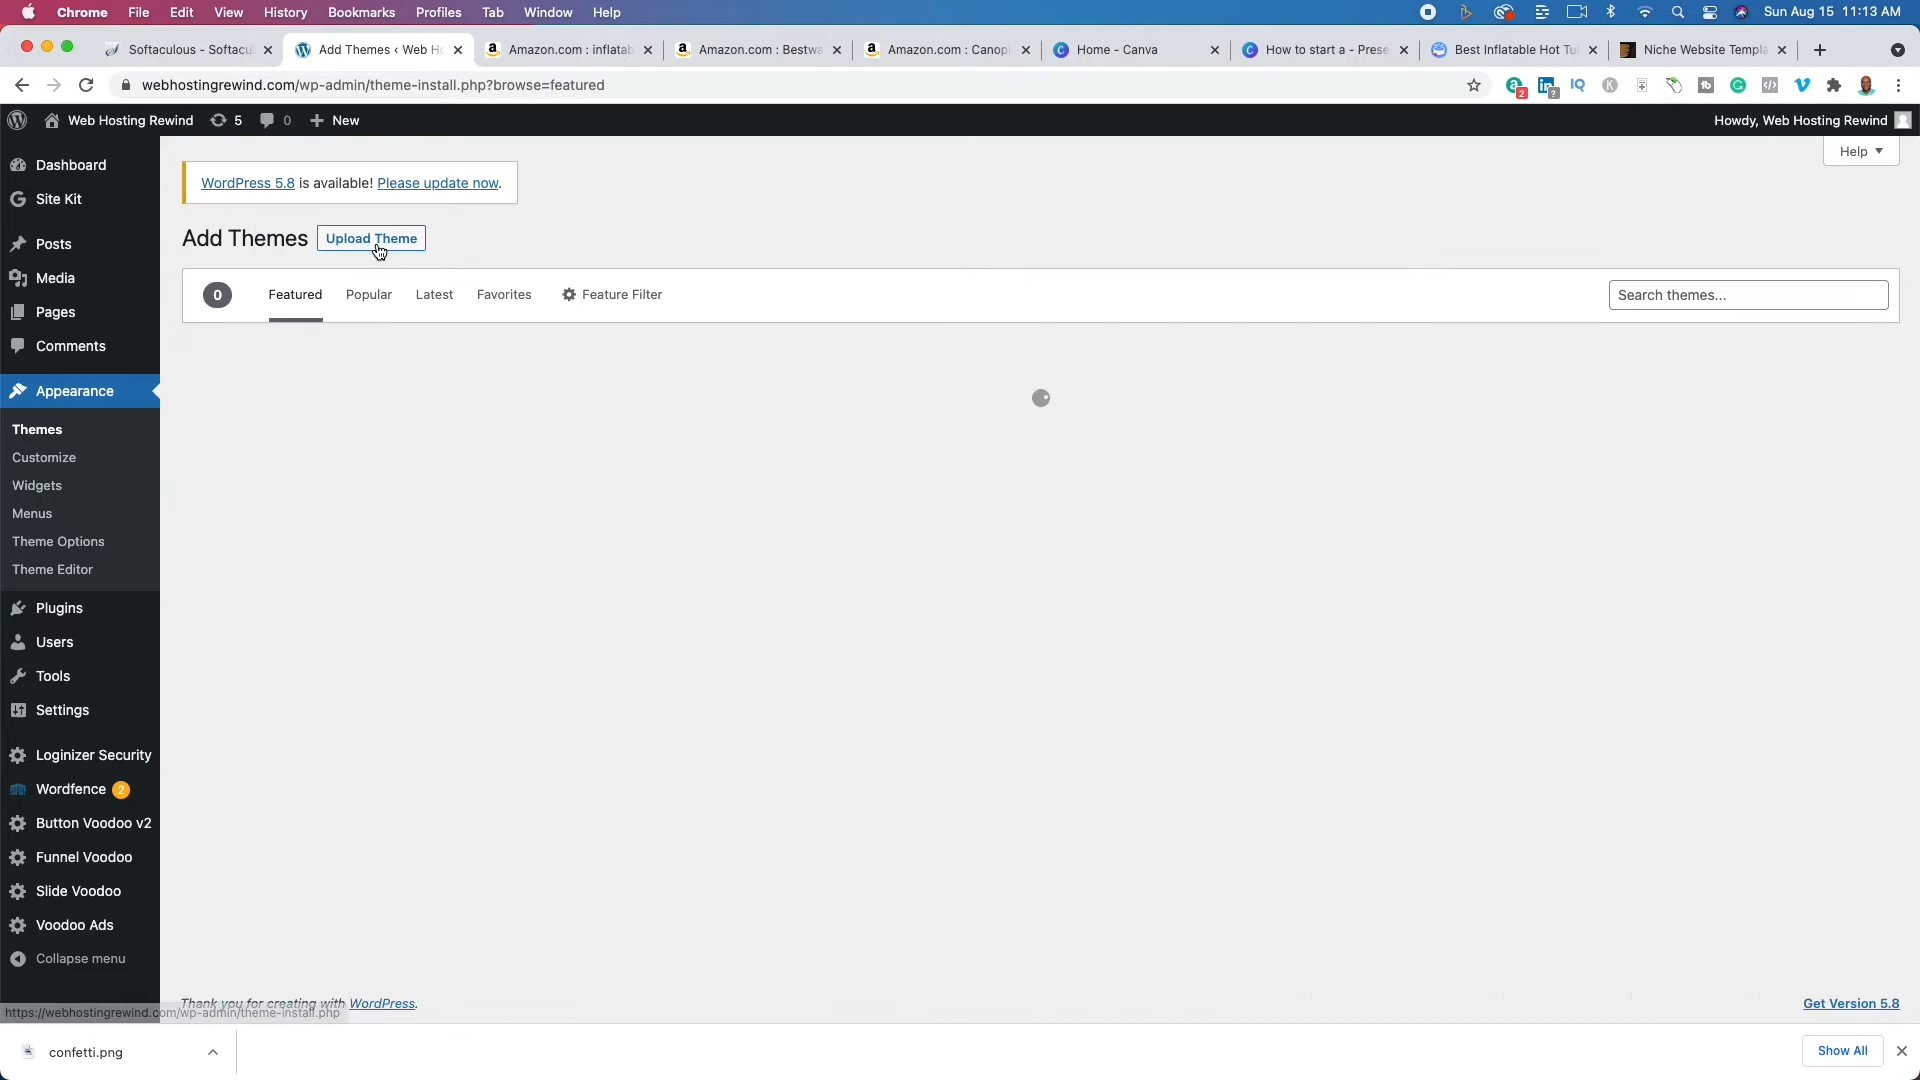 Chrome File Edit View History Bookmarks Profiles Tab Window Help Sun Aug 15 11:13 AM
Softaculous - Softacu Add Themes ‹ Web Ho Amazon.com : inflatab Amazon.com : Bestwa Amazon.com : Canopi Home - Canva How to start a - Prese Best Inflatable Hot Tu Niche Website Templa
webhostingrewind.com/wp-admin/theme-install.php?browse=featured
Web Hosting Rewind 5 0 + New Howdy, Web Hosting Rewind
Help
Dashboard
Site Kit
Posts
Media
Pages
Comments
Appearance
Themes
Customize
Widgets
Menus
Theme Options
Theme Editor
Plugins
Users
Tools
Settings
Loginizer Security
Wordfence 2
Button Voodoo v2
Funnel Voodoo
Slide Voodoo
Voodoo Ads
Collapse menu
WordPress 5.8 is available! Please update now.
Add Themes Upload Theme
0 Featured Popular Latest Favorites Feature Filter Search themes...
Thank you for creating with WordPress. Get Version 5.8
https://webhostingrewind.com/wp-admin/theme-install.php
confetti.png Show All